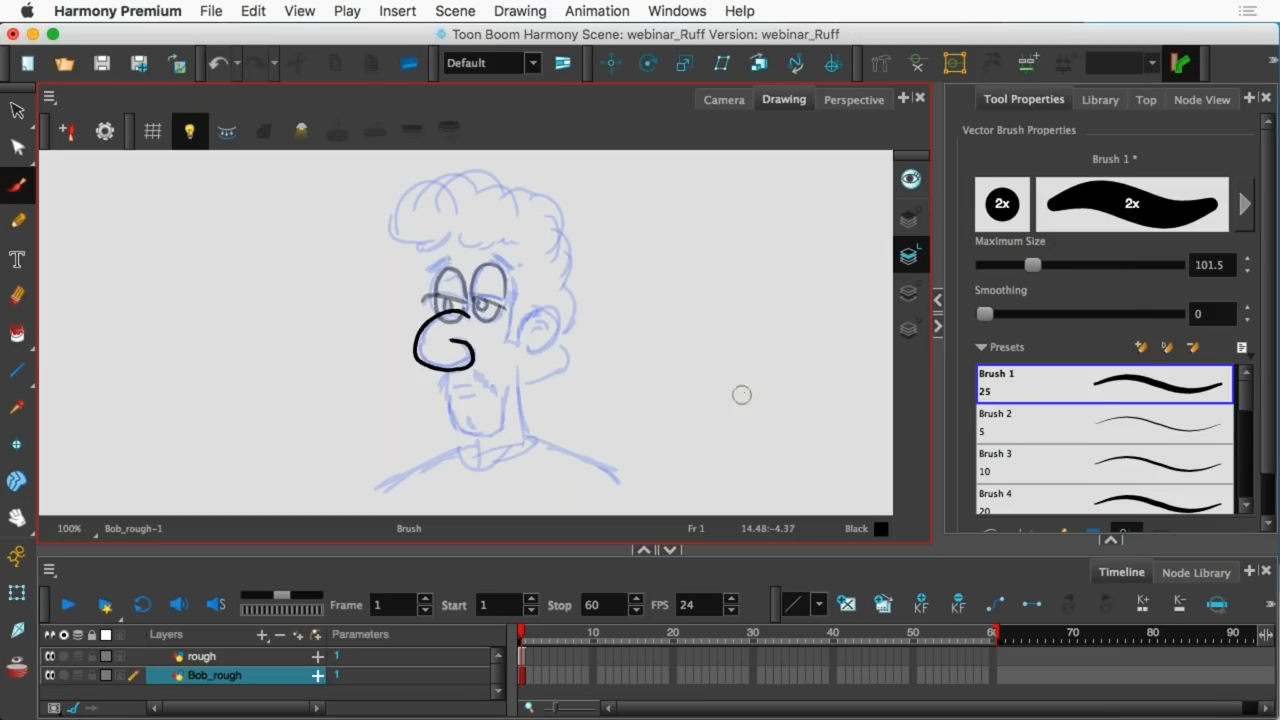 Harmony Premium File Edit View Play Insert Scene Drawing Animation Windows Help
Toon Boom Harmony Scene: webinar_Ruff Version: webinar_Ruff
Default
Camera Drawing Perspective
Tool Properties Library Top Node View
Vector Brush Properties
Brush 1 *
2x 2x
Maximum Size
101.5
Smoothing
0
Presets
Brush 1
25
Brush 2
5
Brush 3
10
Brush 4
20
100% Bob_rough-1 Brush Fr 1 14.48:-4.37 Black
Timeline Node Library
Frame 1 Start 1 Stop 60 FPS 24
KF KF K+ K-
Layers Parameters
10 20 30 40 50 60 70 80 90
rough 1
Bob_rough 1